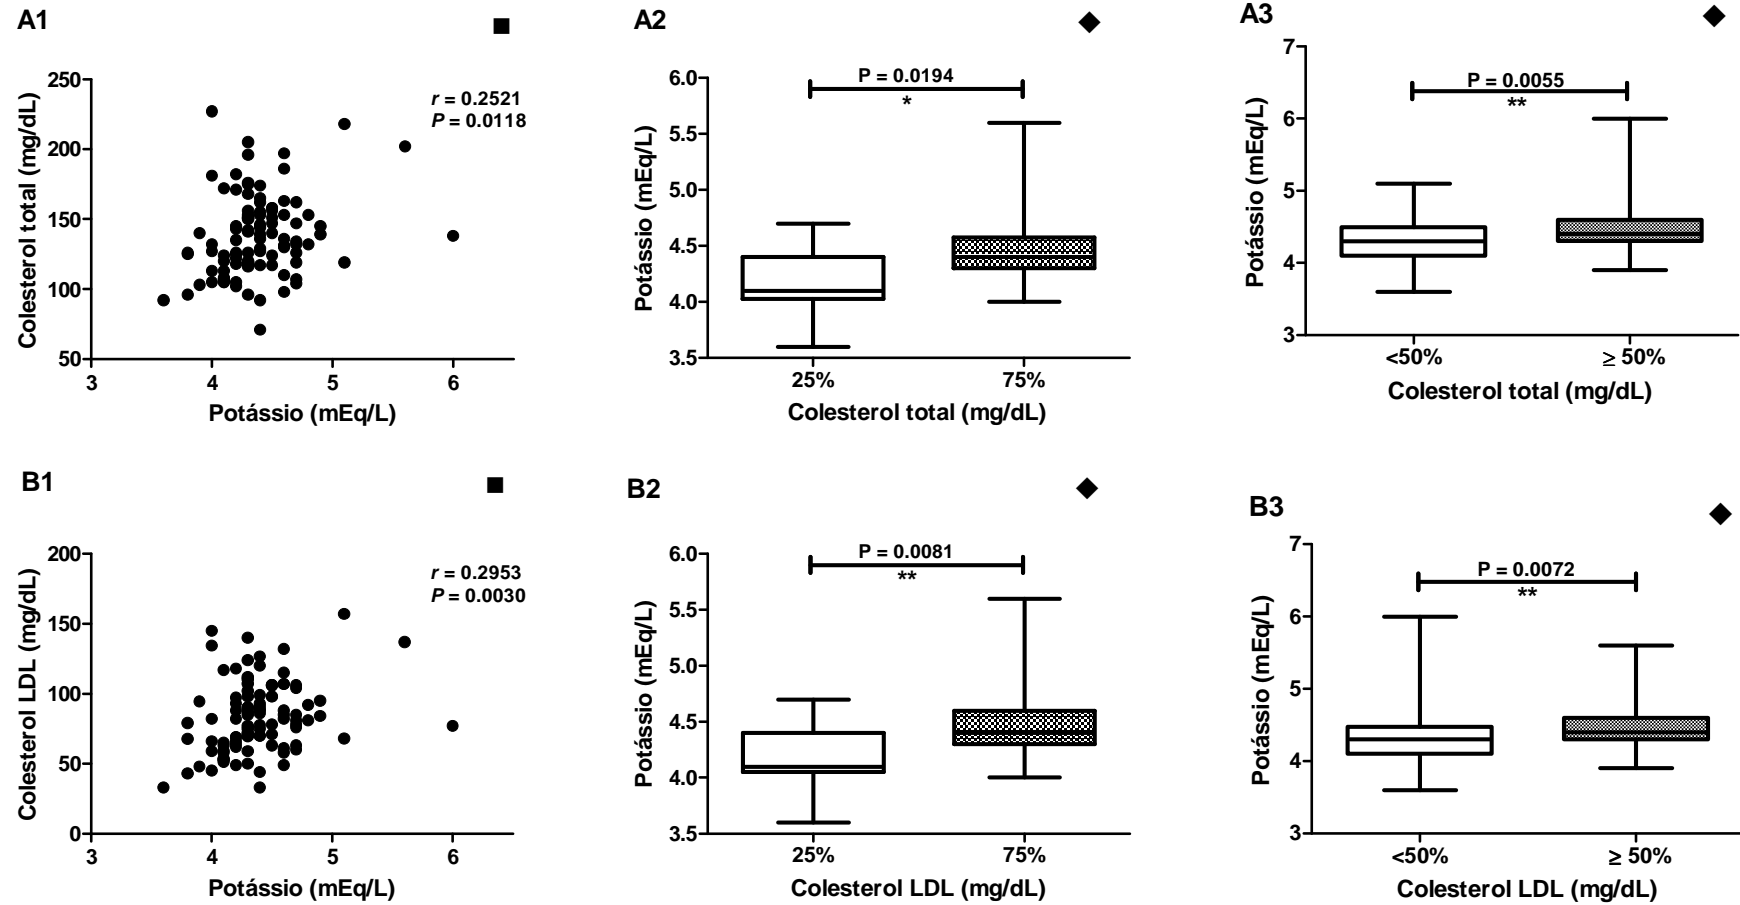 A1
250
200
150
100
50
Colesterol total (mg/dL)
r = 0.2521
P = 0.0118
3 4 5 6
Potássio (mEq/L)
A2
6.0
5.5
5.0
4.5
4.0
3.5
Potássio (mEq/L)
P = 0.0194
*
25% 75%
Colesterol total (mg/dL)
A3
7
6
5
4
3
Potássio (mEq/L)
P = 0.0055
**
<50% ≥ 50%
Colesterol total (mg/dL)
B1
200
150
100
50
0
Colesterol LDL (mg/dL)
r = 0.2953
P = 0.0030
3 4 5 6
Potássio (mEq/L)
B2
6.0
5.5
5.0
4.5
4.0
3.5
Potássio (mEq/L)
P = 0.0081
**
25% 75%
Colesterol LDL (mg/dL)
B3
7
6
5
4
3
Potássio (mEq/L)
P = 0.0072
**
<50% ≥ 50%
Colesterol LDL (mg/dL)